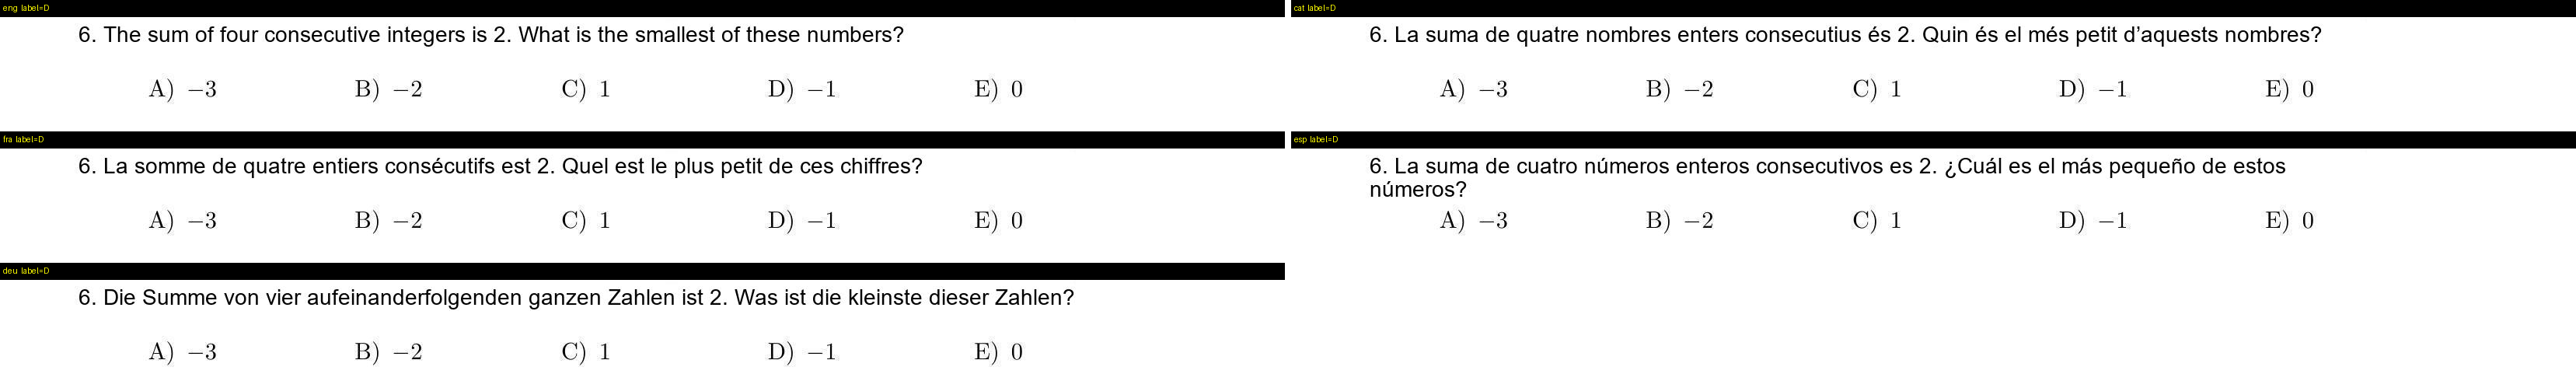 eng label=D
6. The sum of four consecutive integers is 2. What is the smallest of these numbers?
A) −3 B) −2 C) 1 D) −1 E) 0
cat label=D
6. La suma de quatre nombres enters consecutius és 2. Quin és el més petit d’aquests nombres?
A) −3 B) −2 C) 1 D) −1 E) 0
fra label=D
6. La somme de quatre entiers consécutifs est 2. Quel est le plus petit de ces chiffres?
A) −3 B) −2 C) 1 D) −1 E) 0
esp label=D
6. La suma de cuatro números enteros consecutivos es 2. ¿Cuál es el más pequeño de estos
números?
A) −3 B) −2 C) 1 D) −1 E) 0
deu label=D
6. Die Summe von vier aufeinanderfolgenden ganzen Zahlen ist 2. Was ist die kleinste dieser Zahlen?
A) −3 B) −2 C) 1 D) −1 E) 0